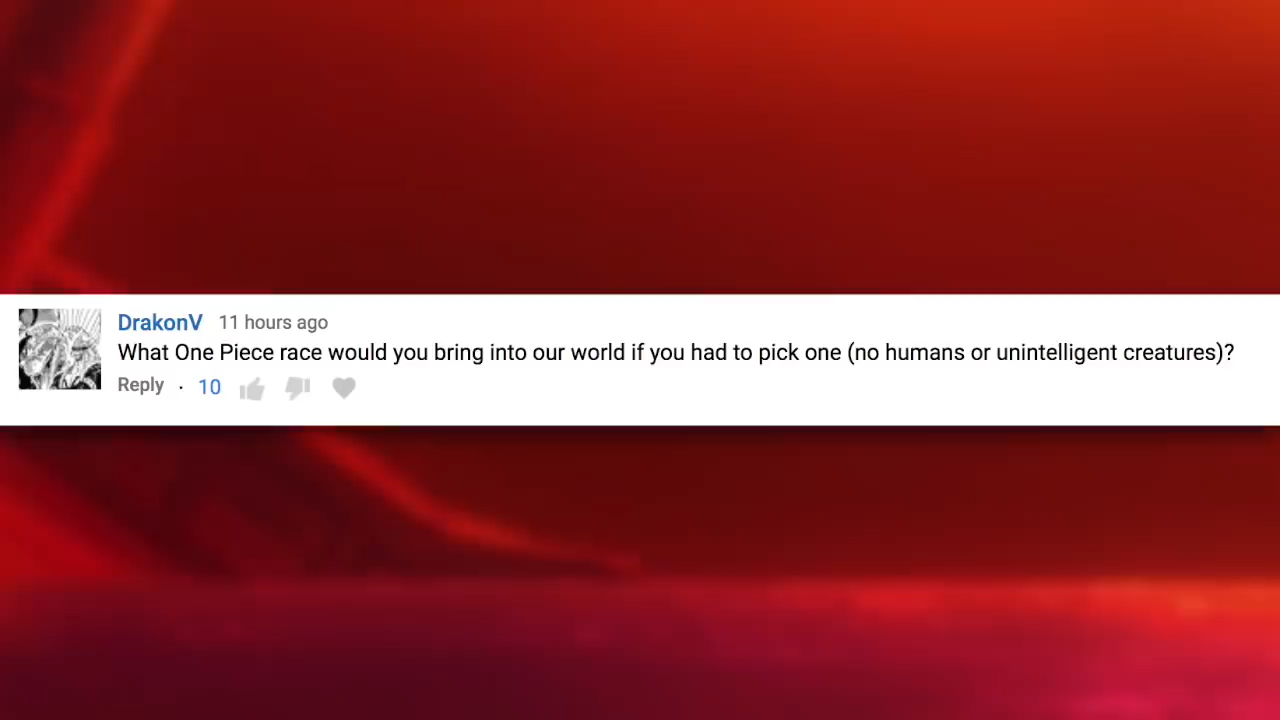 DrakonV 11 hours ago
What One Piece race would you bring into our world if you had to pick one (no humans or unintelligent creatures)?
Reply · 10